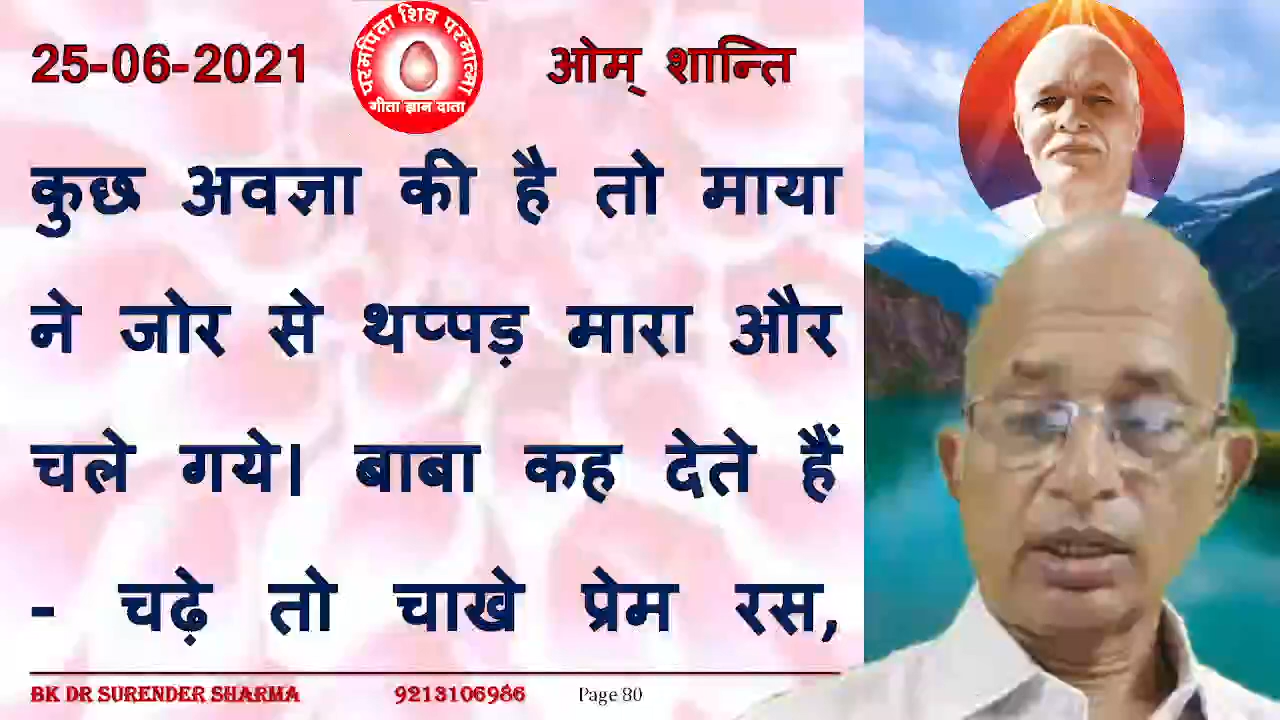 25-06-2021 परमपिता शिव परमात्मा गीता ज्ञान दाता ओम् शान्ति
कुछ अवज्ञा की है तो माया
ने जोर से थप्पड़ मारा और
चले गये। बाबा कह देते हैं
- चढ़े तो चाखे प्रेम रस,
BK DR SURENDER SHARMA 9213106986 Page 80